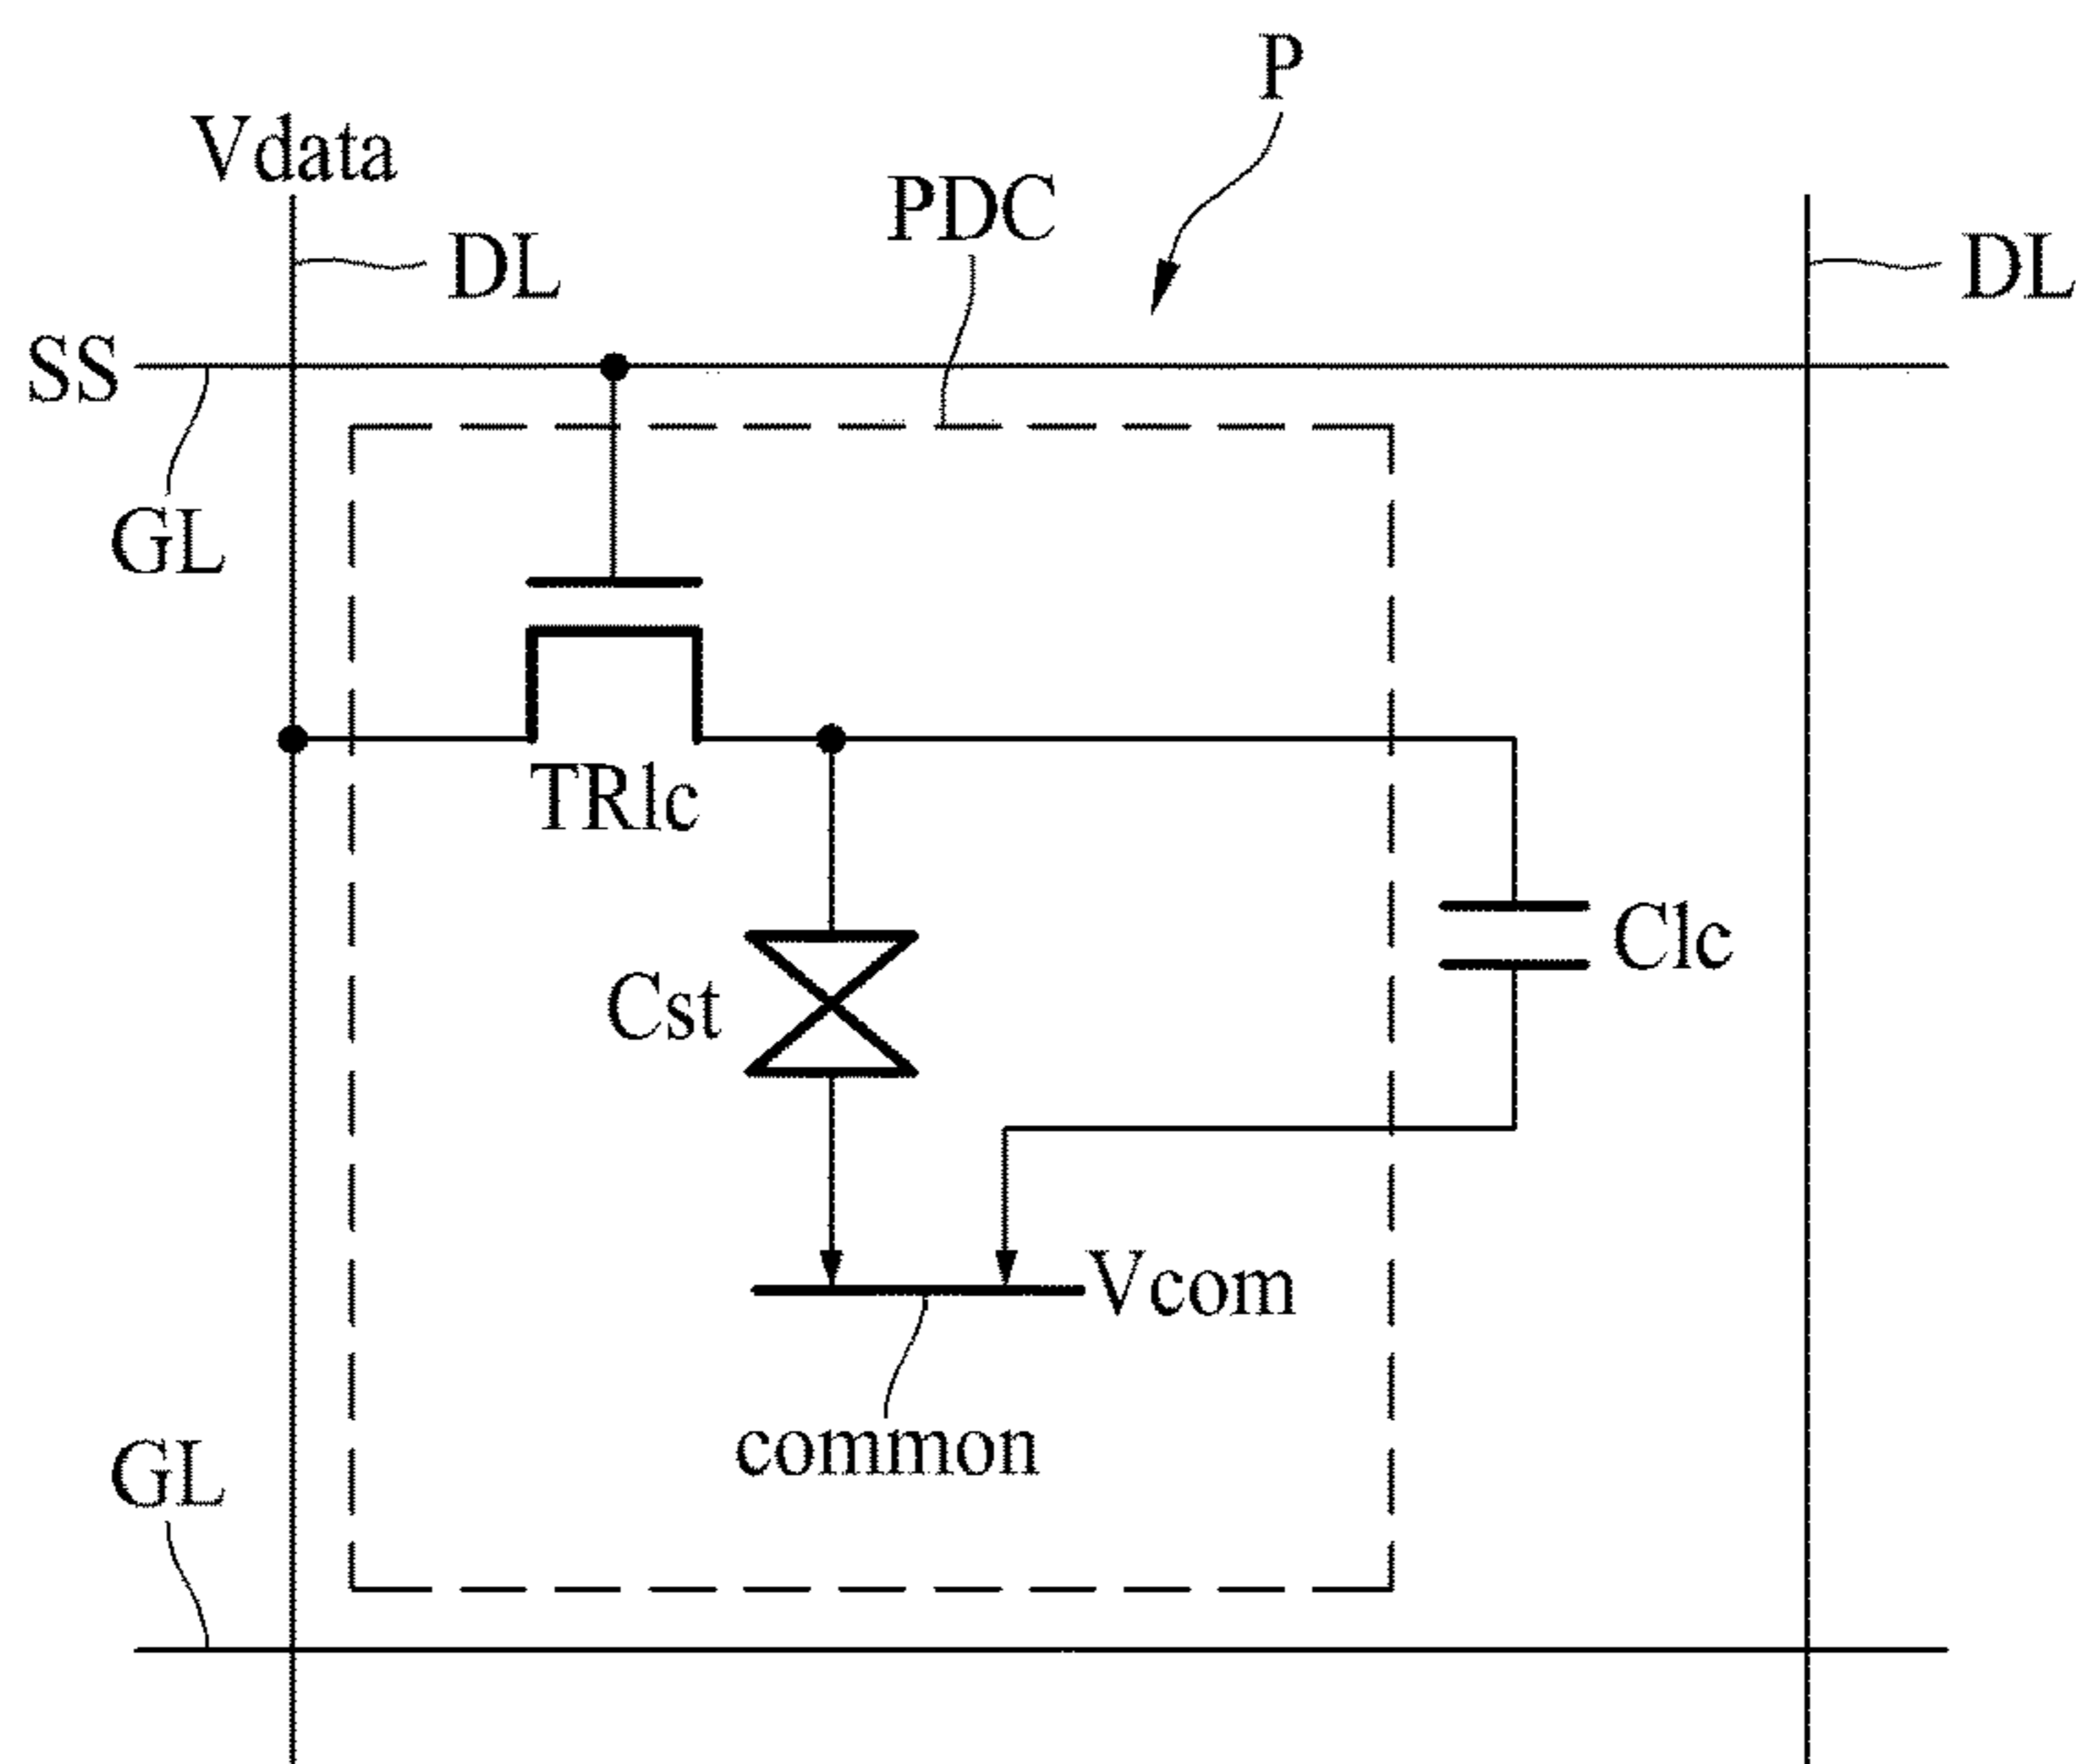 P
Vdata
PDC
DL
DL
SS
GL
TRlc
Clc
Cst
Vcom
common
GL